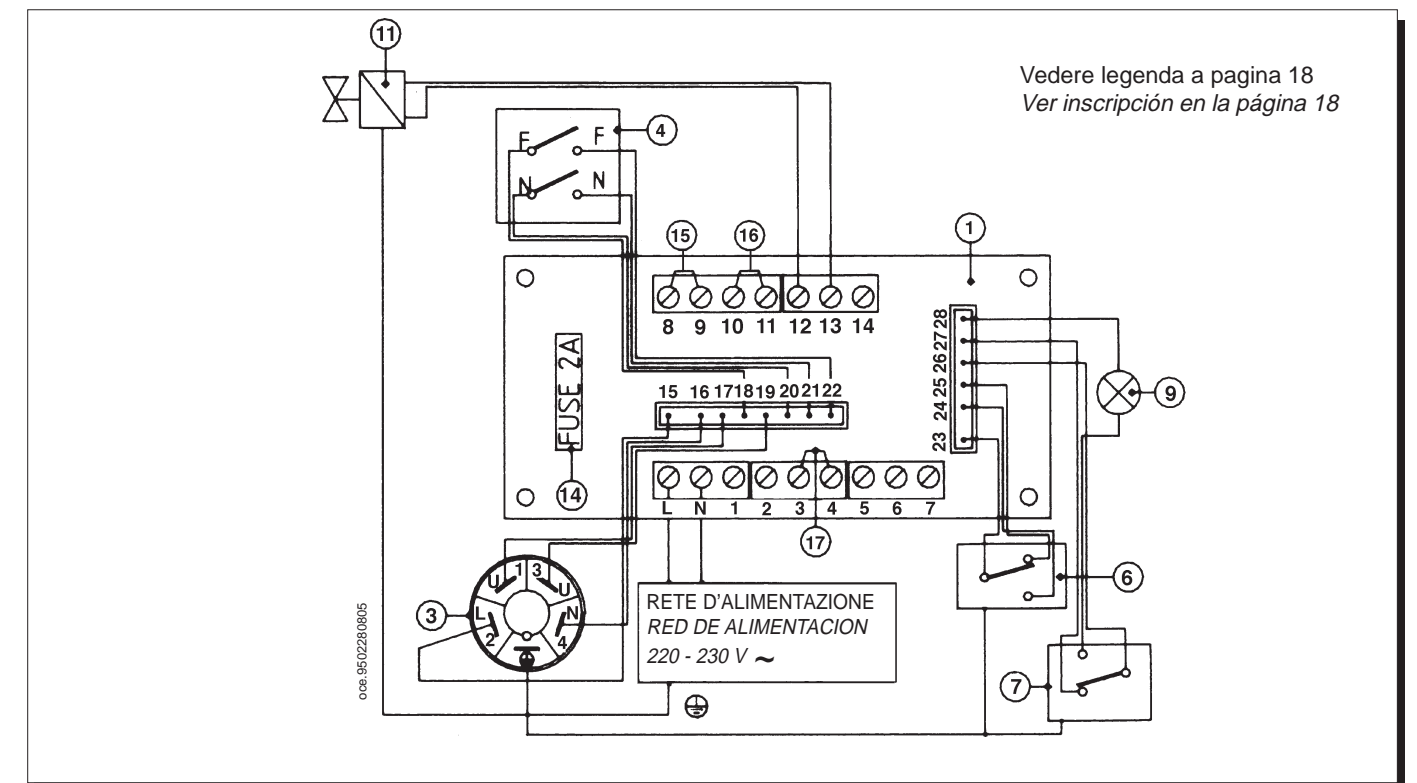 11
Vedere legenda a pagina 18
Ver inscripción en la página 18
F F
4
N N
15 16
1
8 9 10 11 12 13 14
FUSE 2A
28
27
26
25
24
23
15 16 17 18 19 20 21 22
9
14
L N 1 2 3 4 5 6 7
17
U 1 3 U
L N
2 4
3
6
7
RETE D'ALIMENTAZIONE
RED DE ALIMENTACION
220 - 230 V ~
oce.9502280805